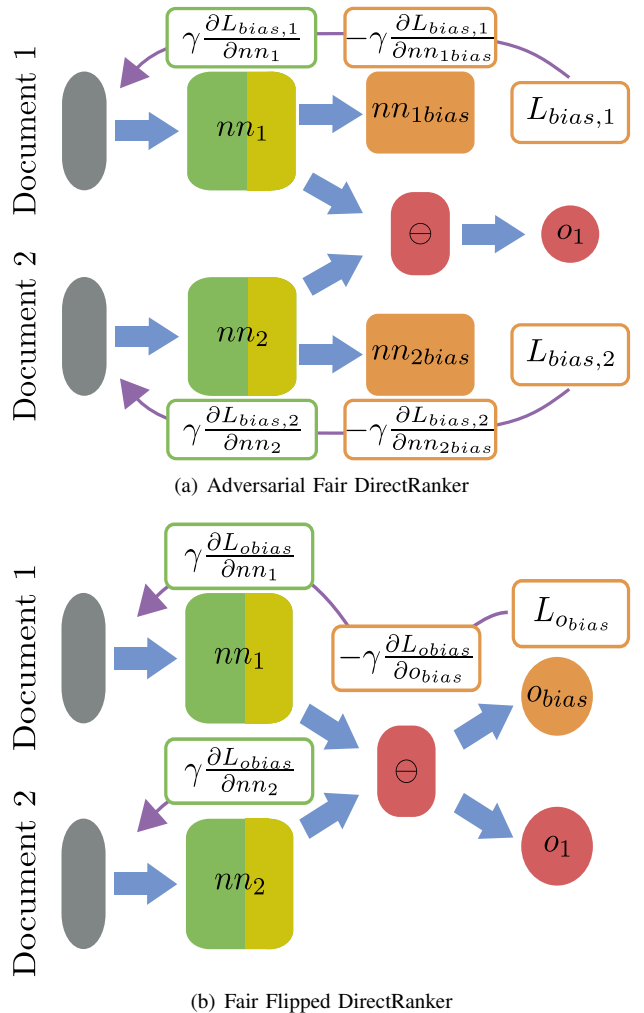 Document 1
γ ∂L_{bias,1}/∂nn_1
−γ ∂L_{bias,1}/∂nn_{1bias}
nn_1
nn_{1bias}
L_{bias,1}
⊖
o_1
Document 2
nn_2
nn_{2bias}
L_{bias,2}
γ ∂L_{bias,2}/∂nn_2
−γ ∂L_{bias,2}/∂nn_{2bias}
(a) Adversarial Fair DirectRanker
Document 1
γ ∂L_{obias}/∂nn_1
L_{o_{bias}}
nn_1
−γ ∂L_{obias}/∂o_{bias}
o_{bias}
Document 2
γ ∂L_{obias}/∂nn_2
⊖
o_1
nn_2
(b) Fair Flipped DirectRanker